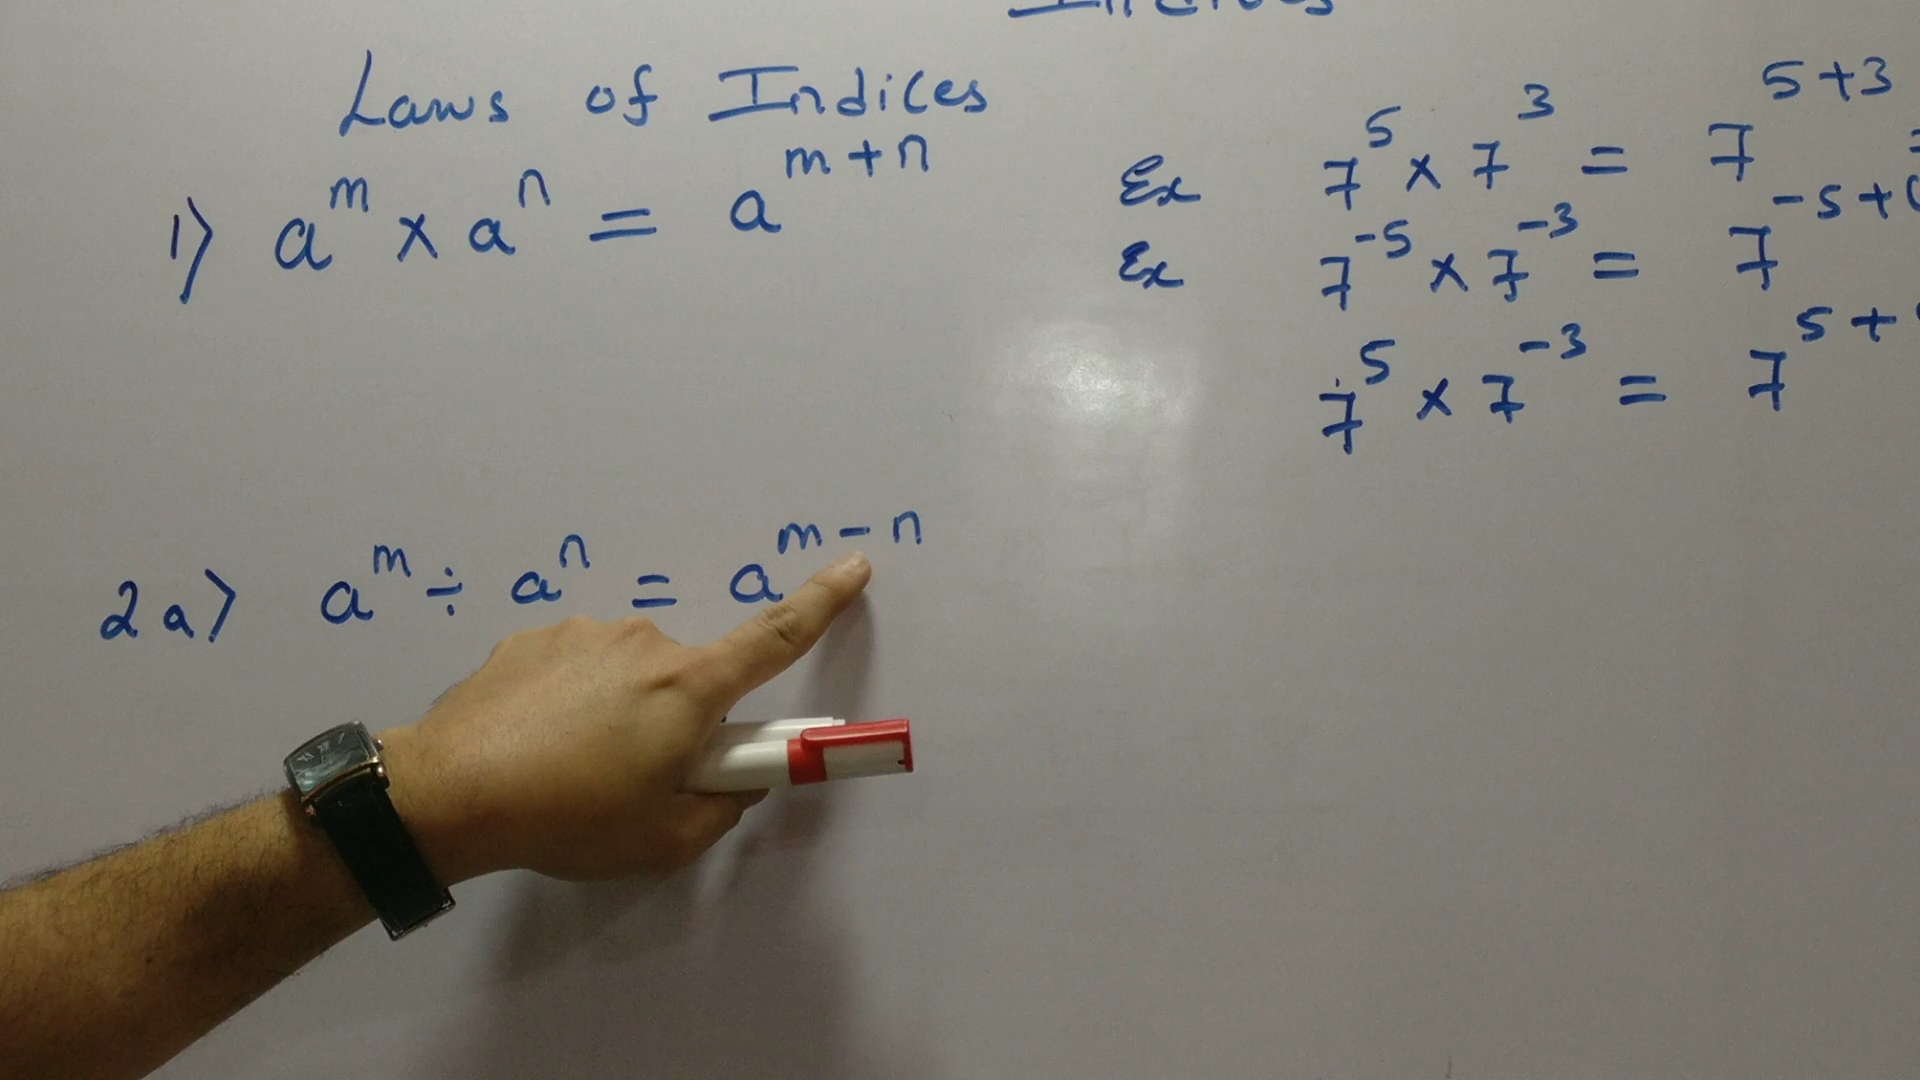 Indices
Laws of Indices
1) a^m × a^n = a^(m+n)
Ex 7^5 × 7^3 = 7^(5+3) =
Ex 7^-5 × 7^-3 = 7^(-5+(
7^5 × 7^-3 = 7^(5+(
2a) a^m ÷ a^n = a^(m-n)